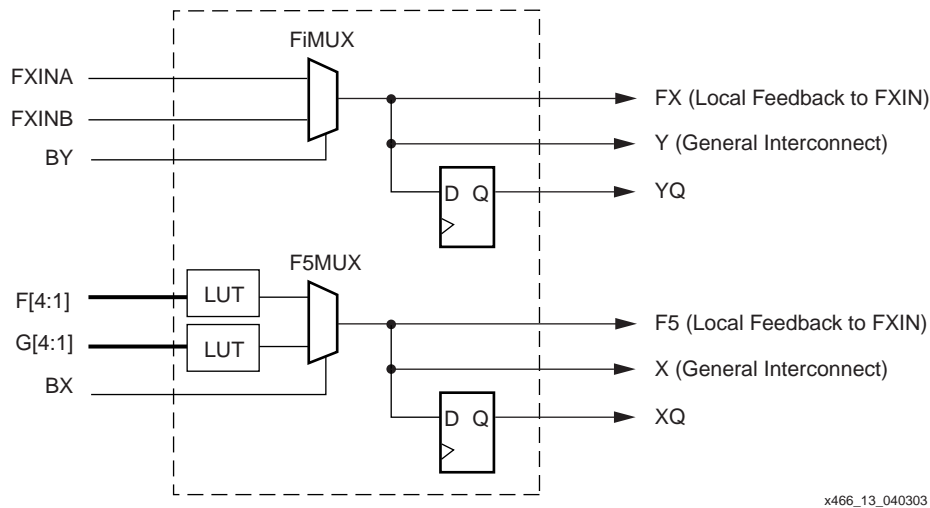 FiMUX
FXINA
FXINB
BY
FX (Local Feedback to FXIN)
Y (General Interconnect)
D Q
YQ
F5MUX
F[4:1]
LUT
G[4:1]
LUT
BX
F5 (Local Feedback to FXIN)
X (General Interconnect)
D Q
XQ
x466_13_040303